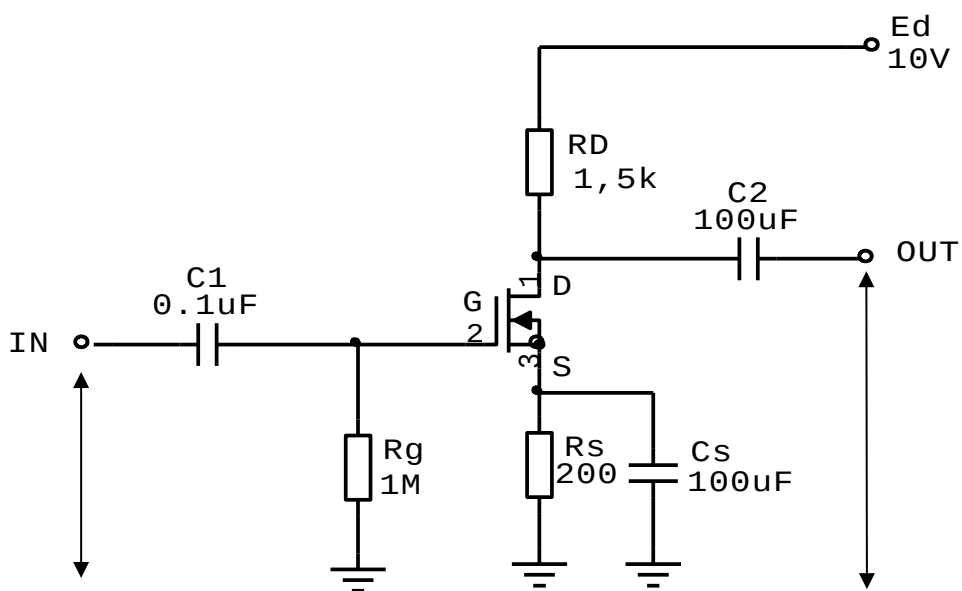 Ed
10V
RD
1,5k
C2
100uF
OUT
C1
0.1uF
1
D
G
2
IN
3
S
Rg
1M
Rs
200
Cs
100uF